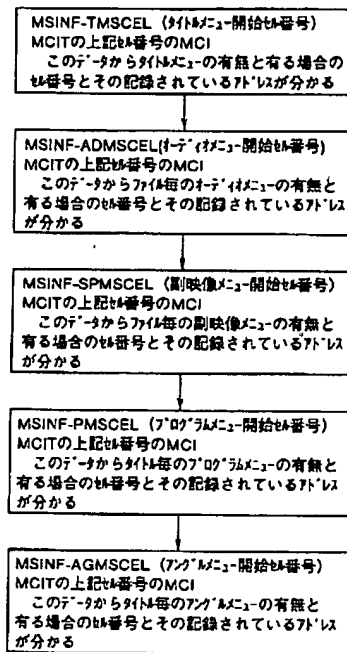 MSINF-TMSCEL (ﾀｲﾄﾙﾒﾆｭｰ開始ｾﾙ番号)
MCITの上記ｾﾙ番号のMCI
このﾃﾞｰﾀからﾀｲﾄﾙﾒﾆｭｰの有無と有る場合の
ｾﾙ番号とその記録されているｱﾄﾞﾚｽが分かる
MSINF-ADMSCEL(ｵｰﾃﾞｨｵﾒﾆｭｰ開始ｾﾙ番号)
MCITの上記ｾﾙ番号のMCI
このﾃﾞｰﾀからﾌｧｲﾙ毎のｵｰﾃﾞｨｵﾒﾆｭｰの有無と
有る場合のｾﾙ番号とその記録されているｱﾄﾞﾚｽ
が分かる
MSINF-SPMSCEL (副映像ﾒﾆｭｰ開始ｾﾙ番号)
MCITの上記ｾﾙ番号のMCI
このﾃﾞｰﾀからﾌｧｲﾙ毎の副映像ﾒﾆｭｰの有無と
有る場合のｾﾙ番号とその記録されているｱﾄﾞﾚｽ
が分かる
MSINF-PMSCEL (ﾌﾟﾛｸﾞﾗﾑﾒﾆｭｰ開始ｾﾙ番号)
MCITの上記ｾﾙ番号のMCI
このﾃﾞｰﾀからﾀｲﾄﾙ毎のﾌﾟﾛｸﾞﾗﾑﾒﾆｭｰの有無と
有る場合のｾﾙ番号とその記録されているｱﾄﾞﾚｽ
が分かる
MSINF-AGMSCEL (ｱﾝｸﾞﾙﾒﾆｭｰ開始ｾﾙ番号)
MCITの上記ｾﾙ番号のMCI
このﾃﾞｰﾀからﾀｲﾄﾙ毎のｱﾝｸﾞﾙﾒﾆｭｰの有無と
有る場合のｾﾙ番号とその記録されているｱﾄﾞﾚｽ
が分かる